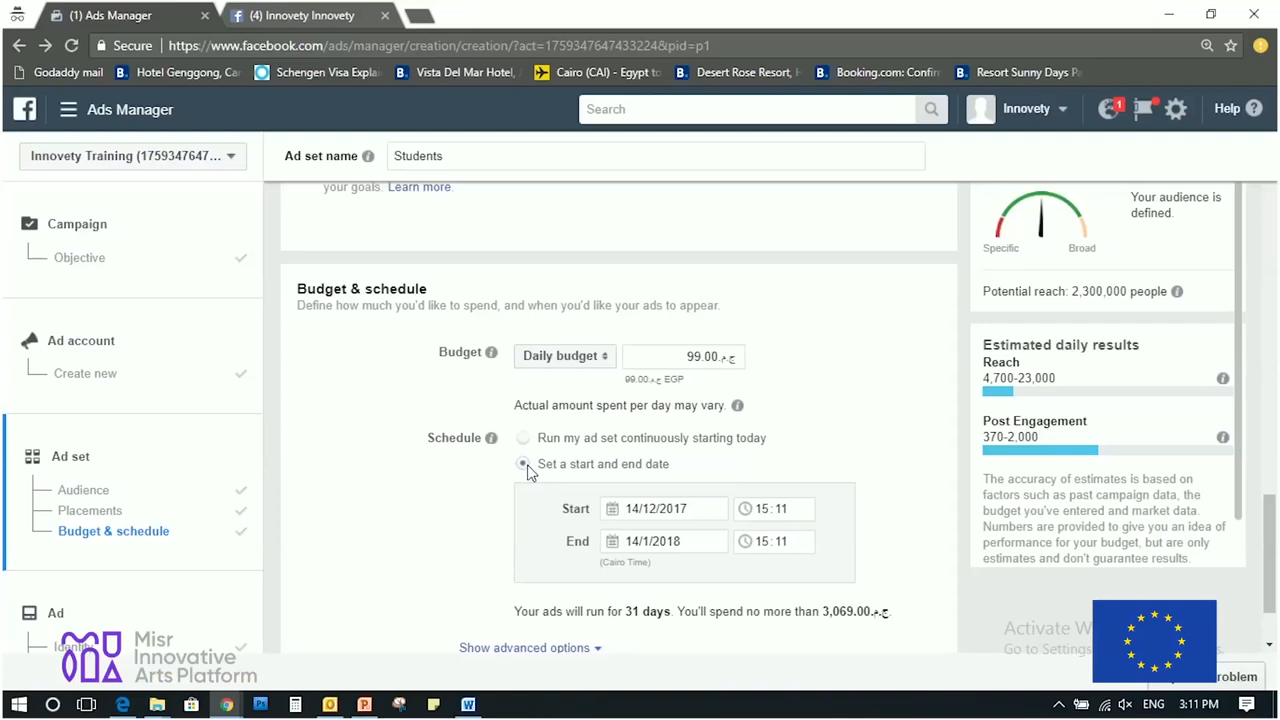 (1) Ads Manager
(4) Innovety Innovety
Secure
https://www.facebook.com/ads/manager/creation/creation/?act=1759347647433224&pid=p1
Godaddy mail
Hotel Genggong, Can
Schengen Visa Explai
Vista Del Mar Hotel,
Cairo (CAI) - Egypt to
Desert Rose Resort, H
Booking.com: Confir
Resort Sunny Days Pa
Ads Manager
Search
Innovety
1
Help
Innovety Training (1759347647...
Ad set name
Students
your goals. Learn more.
Your audience is
defined.
Specific
Broad
Campaign
Objective
Potential reach: 2,300,000 people
Budget & schedule
Define how much you'd like to spend, and when you'd like your ads to appear.
Ad account
Create new
Estimated daily results
Reach
4,700-23,000
Budget
Daily budget
ج.م.99.00
ج.م.99.00 EGP
Actual amount spent per day may vary.
Post Engagement
370-2,000
Schedule
Run my ad set continuously starting today
Set a start and end date
Ad set
Audience
Placements
Budget & schedule
Start
14/12/2017
15:11
End
14/1/2018
15:11
(Cairo Time)
The accuracy of estimates is based on
factors such as past campaign data, the
budget you've entered and market data.
Numbers are provided to give you an idea of
performance for your budget, but are only
estimates and don't guarantee results.
Your ads will run for 31 days. You'll spend no more than ج.م.3,069.00.
Show advanced options
Ad
Misr
Innovative
Arts Platform
Activate W
Go to Settings
roblem
ENG
3:11 PM